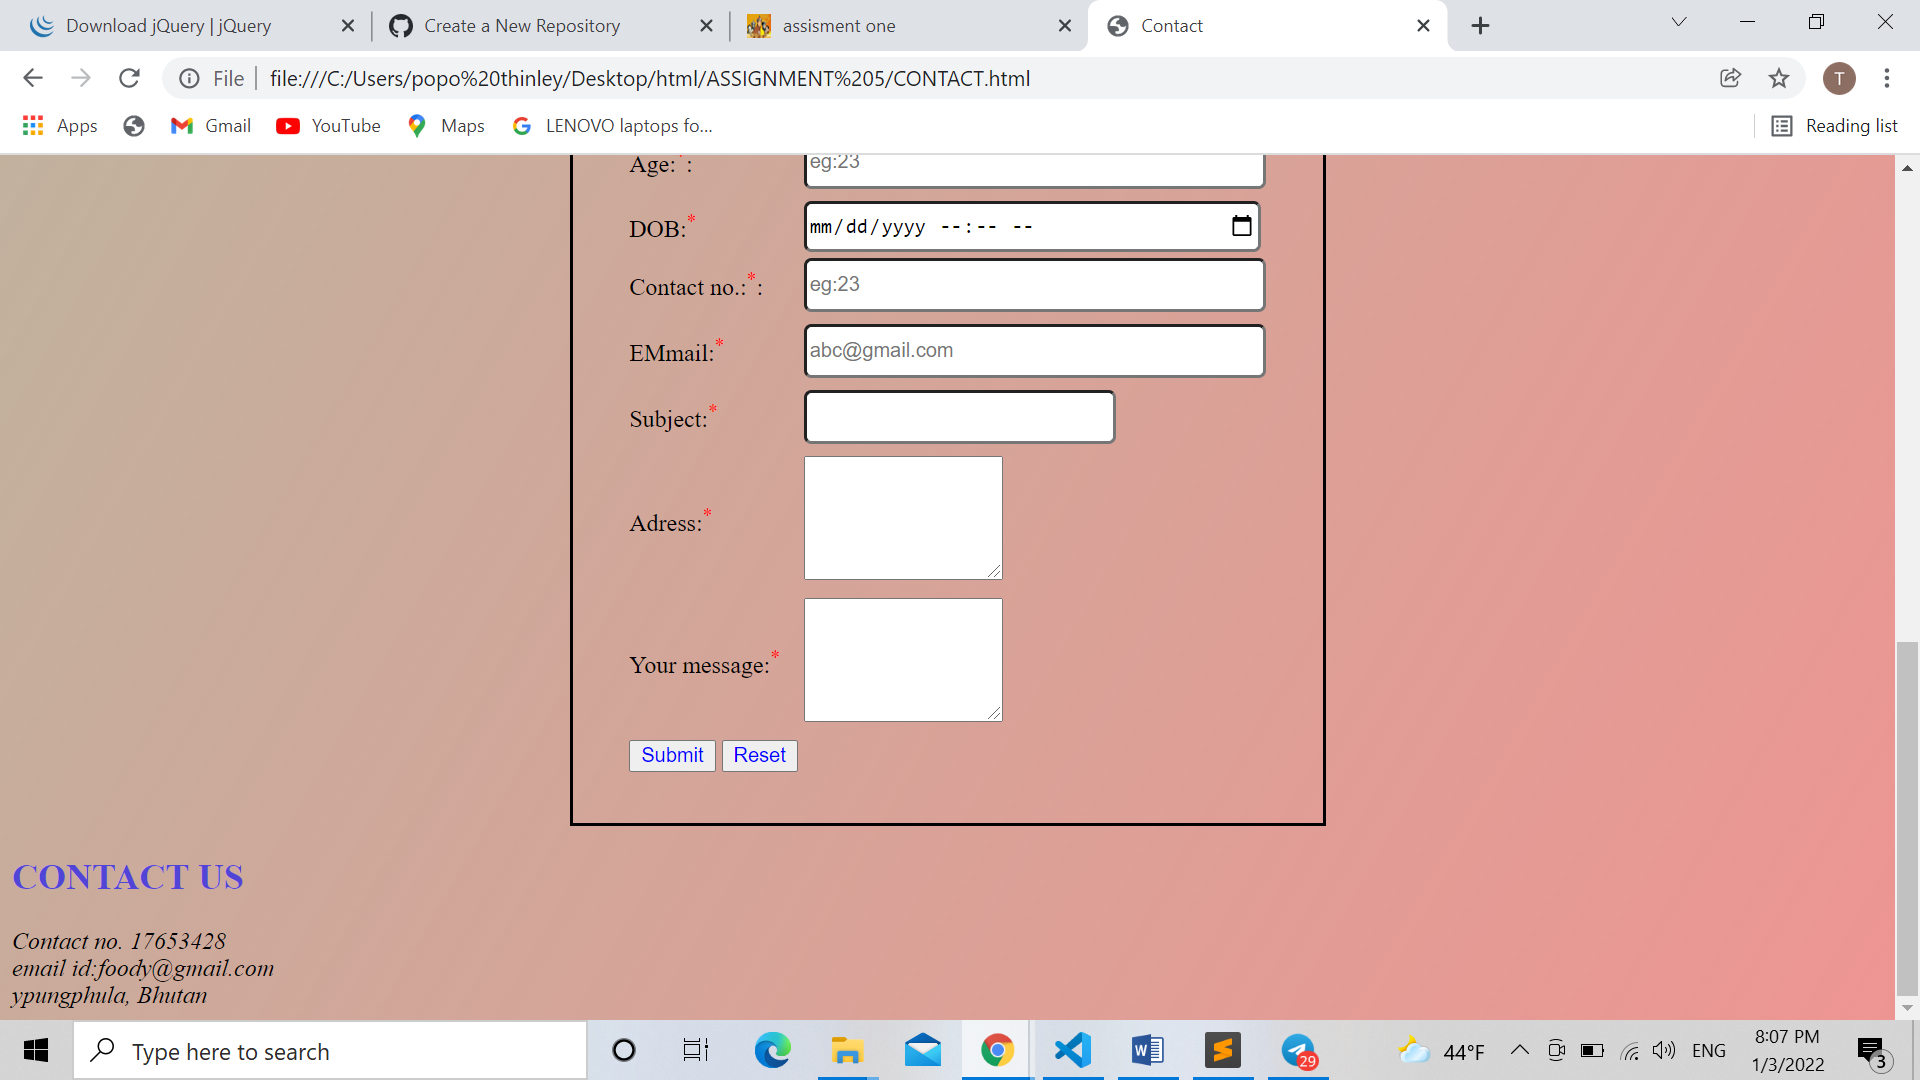 Download jQuery | jQuery
Create a New Repository
assisment one
Contact
File
file:///C:/Users/popo%20thinley/Desktop/html/ASSIGNMENT%205/CONTACT.html
T
Apps
Gmail
YouTube
Maps
LENOVO laptops fo...
Reading list
Age:*:
eg:23
DOB:*
mm/dd/yyyy --:-- --
Contact no.:*:
eg:23
EMmail:*
abc@gmail.com
Subject:*
Adress:*
Your message:*
Submit
Reset
CONTACT US
Contact no. 17653428
email id:foody@gmail.com
ypungphula, Bhutan
Type here to search
W
S
29
44°F
ENG
8:07 PM
1/3/2022
3